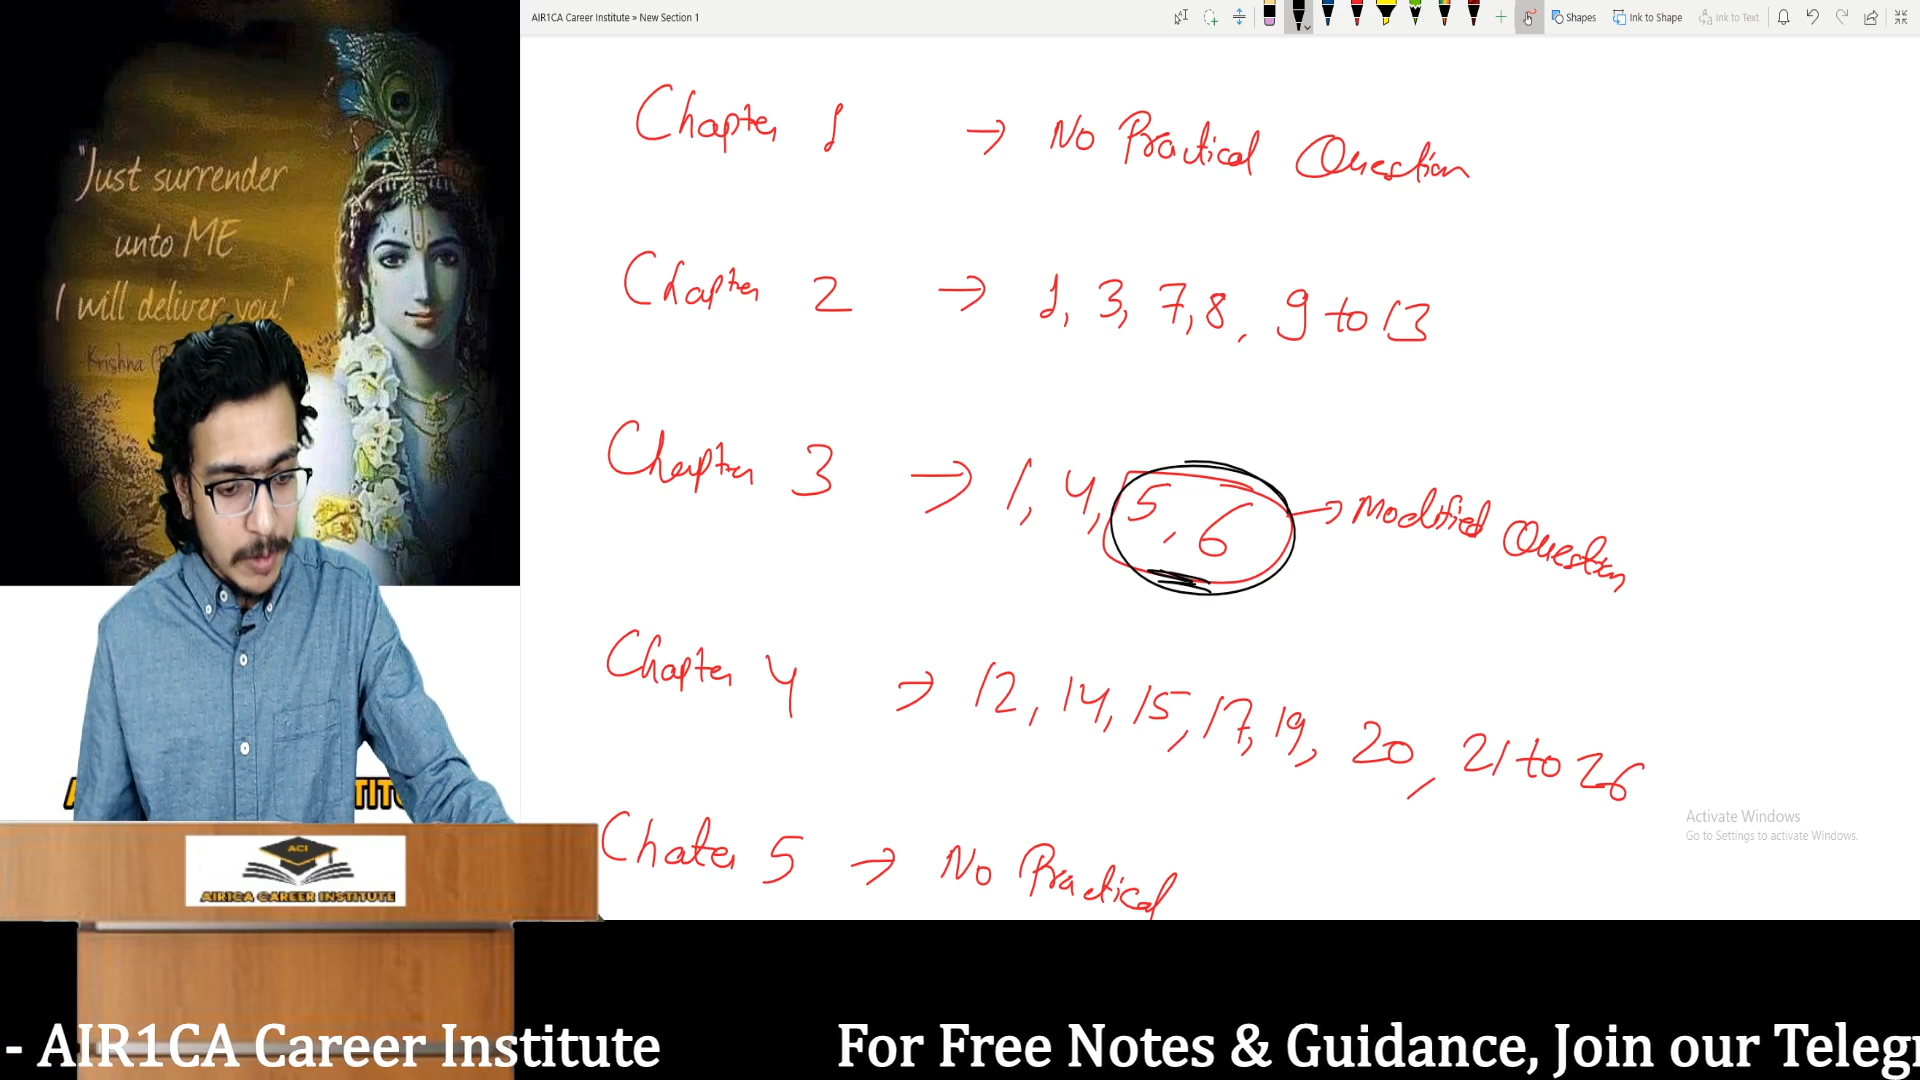 AIR1CA Career Institute » New Section 1
Shapes
Ink to Shape
Ink to Text
"Just surrender
unto ME
I will deliver you!"
Krishna
Chapter 1 → No Practical Question
Chapter 2 → 1, 3, 7, 8, 9 to 13
Chapter 3 → 1, 4, 5, 6 → Modified Question
Chapter 4 → 12, 14, 15, 17, 19, 20, 21 to 26
Chater 5 → No Practical
Activate Windows
Go to Settings to activate Windows.
ACI
AIR1CA CAREER INSTITUTE
- AIR1CA Career Institute For Free Notes & Guidance, Join our Telegr